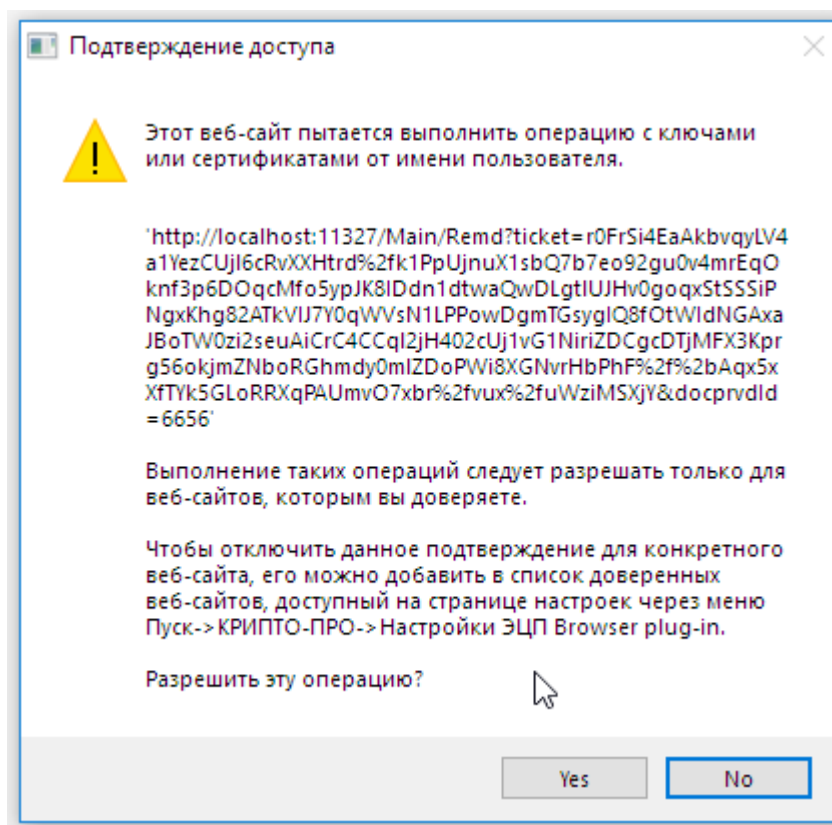 Подтверждение доступа
Этот веб-сайт пытается выполнить операцию с ключами
или сертификатами от имени пользователя.
'http://localhost:11327/Main/Remd?ticket=r0FrSi4EaAkbvqyLV4
a1YezCUjl6cRvXXHtrd%2fk1PpUjnuX1sbQ7b7eo92gu0v4mrEqO
knf3p6DOqcMfo5ypJK8IDdn1dtwaQwDLgtIUJHv0goqxStSSSiP
NgxKhg82ATkVIJ7Y0qWVsN1LPPowDgmTGsyglQ8fOtWIdNGAxa
JBoTW0zi2seuAiCrC4CCqI2jH402cUj1vG1NiriZDCgcDTjMFX3Kpr
g56okjmZNboRGhmdy0mIZDoPWi8XGNvrHbPhF%2f%2bAqx5x
XfTYk5GLoRRXqPAUmvO7xbr%2fvux%2fuWziMSXjY&docprvdId
=6656'
Выполнение таких операций следует разрешать только для
веб-сайтов, которым вы доверяете.
Чтобы отключить данное подтверждение для конкретного
веб-сайта, его можно добавить в список доверенных
веб-сайтов, доступный на странице настроек через меню
Пуск->КРИПТО-ПРО->Настройки ЭЦП Browser plug-in.
Разрешить эту операцию?
Yes
No